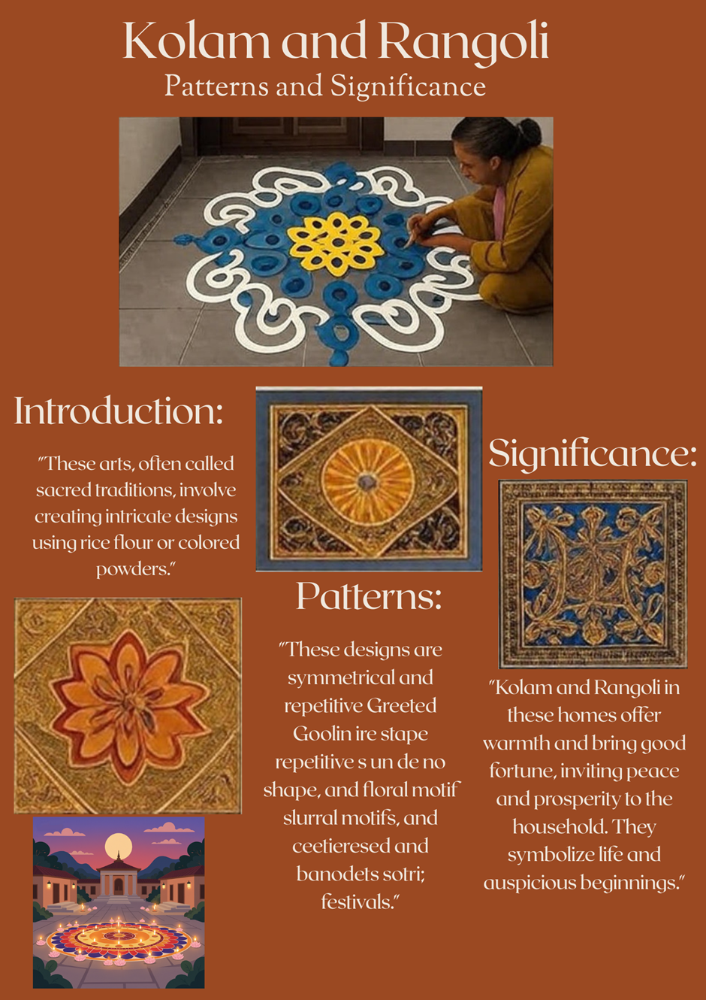 Kolam and Rangoli
Patterns and Significance
Introduction:
"These arts, often called
sacred traditions, involve
creating intricate designs
using rice flour or colored
powders."
Patterns:
"These designs are
symmetrical and
repetitive Greeted
Goolin ire stape
repetitive s un de no
shape, and floral motif
slurral motifs, and
ceetieresed and
banodets sotri;
festivals."
Significance:
"Kolam and Rangoli in
these homes offer
warmth and bring good
fortune, inviting peace
and prosperity to the
household. They
symbolize life and
auspicious beginnings."